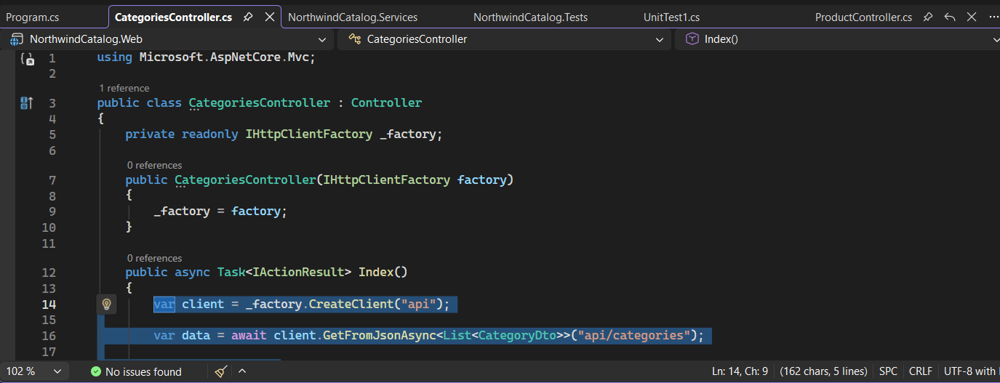 Program.cs CategoriesController.cs NorthwindCatalog.Services NorthwindCatalog.Tests UnitTest1.cs ProductController.cs
NorthwindCatalog.Web CategoriesController Index()
1 using Microsoft.AspNetCore.Mvc;
2
1 reference
3 public class CategoriesController : Controller
4 {
5 private readonly IHttpClientFactory _factory;
6
0 references
7 public CategoriesController(IHttpClientFactory factory)
8 {
9 _factory = factory;
10 }
11
0 references
12 public async Task<IActionResult> Index()
13 {
14 var client = _factory.CreateClient("api");
15
16 var data = await client.GetFromJsonAsync<List<CategoryDto>>("api/categories");
17
102 % No issues found Ln: 14, Ch: 9 (162 chars, 5 lines) SPC CRLF UTF-8 with